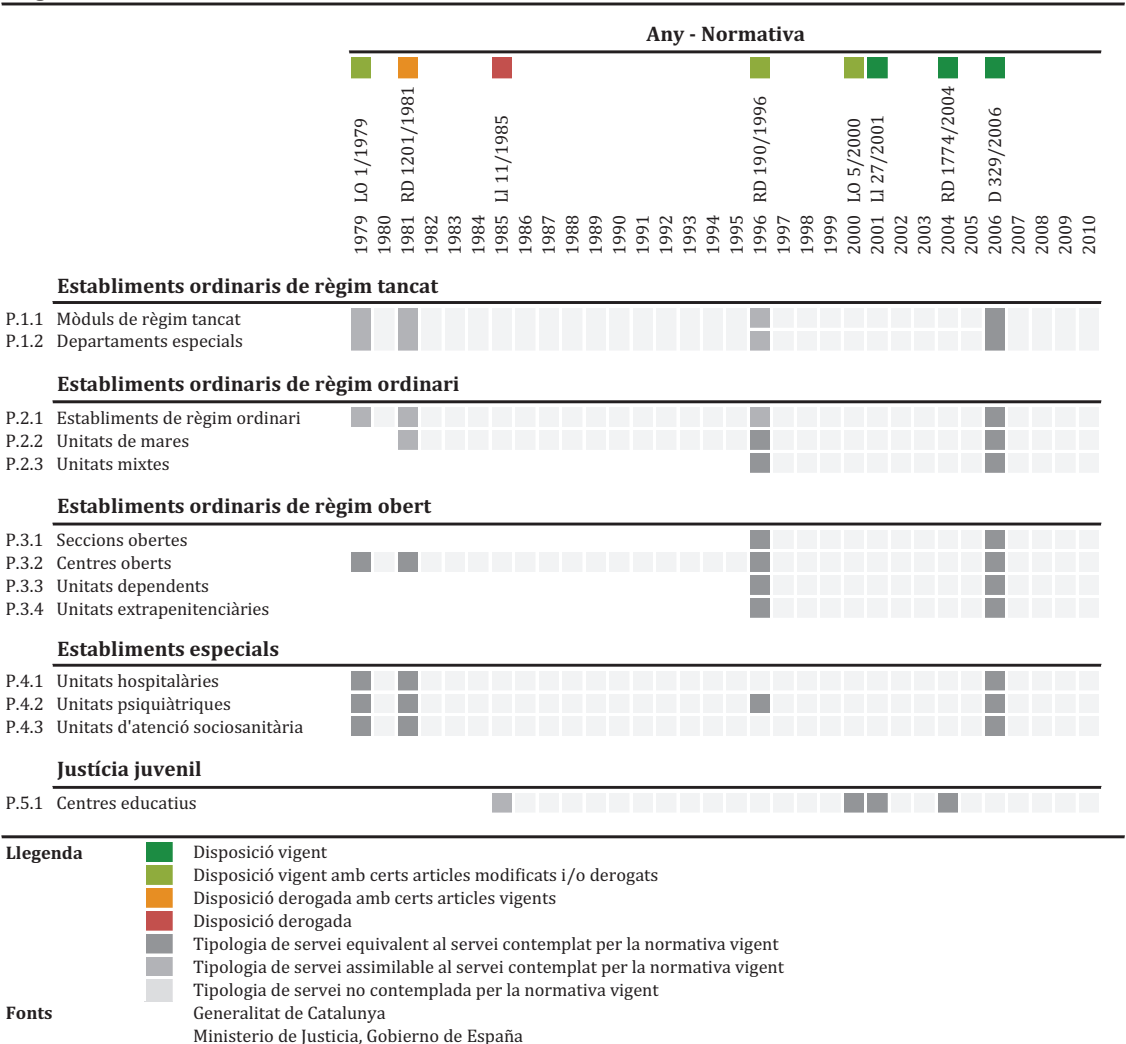 Any - Normativa
LO 1/1979
RD 1201/1981
Ll 11/1985
RD 190/1996
LO 5/2000
Ll 27/2001
RD 1774/2004
D 329/2006
1979 1980 1981 1982 1983 1984 1985 1986 1987 1988 1989 1990 1991 1992 1993 1994 1995 1996 1997 1998 1999 2000 2001 2002 2003 2004 2005 2006 2007 2008 2009 2010
Establiments ordinaris de règim tancat
P.1.1 Mòduls de règim tancat
P.1.2 Departaments especials
Establiments ordinaris de règim ordinari
P.2.1 Establiments de règim ordinari
P.2.2 Unitats de mares
P.2.3 Unitats mixtes
Establiments ordinaris de règim obert
P.3.1 Seccions obertes
P.3.2 Centres oberts
P.3.3 Unitats dependents
P.3.4 Unitats extrapenitenciàries
Establiments especials
P.4.1 Unitats hospitalàries
P.4.2 Unitats psiquiàtriques
P.4.3 Unitats d'atenció sociosanitària
Justícia juvenil
P.5.1 Centres educatius
Llegenda Disposició vigent
Disposició vigent amb certs articles modificats i/o derogats
Disposició derogada amb certs articles vigents
Disposició derogada
Tipologia de servei equivalent al servei contemplat per la normativa vigent
Tipologia de servei assimilable al servei contemplat per la normativa vigent
Tipologia de servei no contemplada per la normativa vigent
Fonts Generalitat de Catalunya
Ministerio de Justicia, Gobierno de España